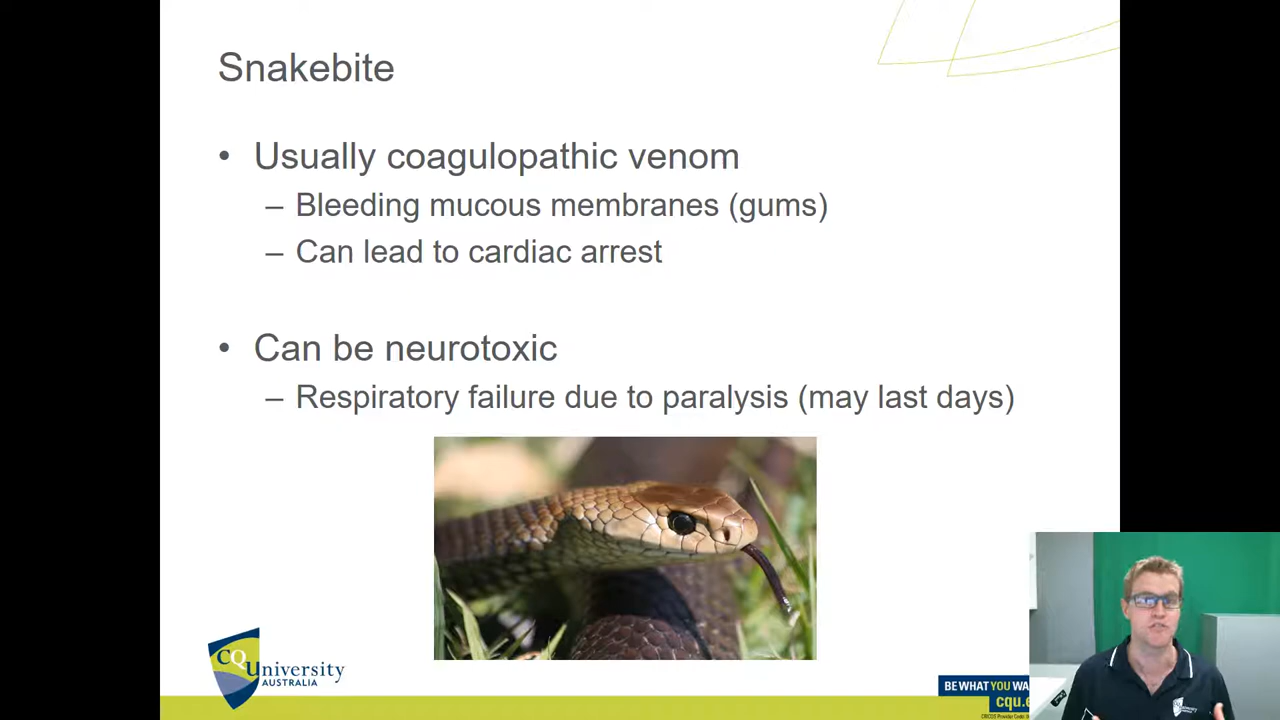 Snakebite
• Usually coagulopathic venom
– Bleeding mucous membranes (gums)
– Can lead to cardiac arrest
• Can be neurotoxic
– Respiratory failure due to paralysis (may last days)
CQUniversity
AUSTRALIA
BE WHAT YOU WA
cqu.e